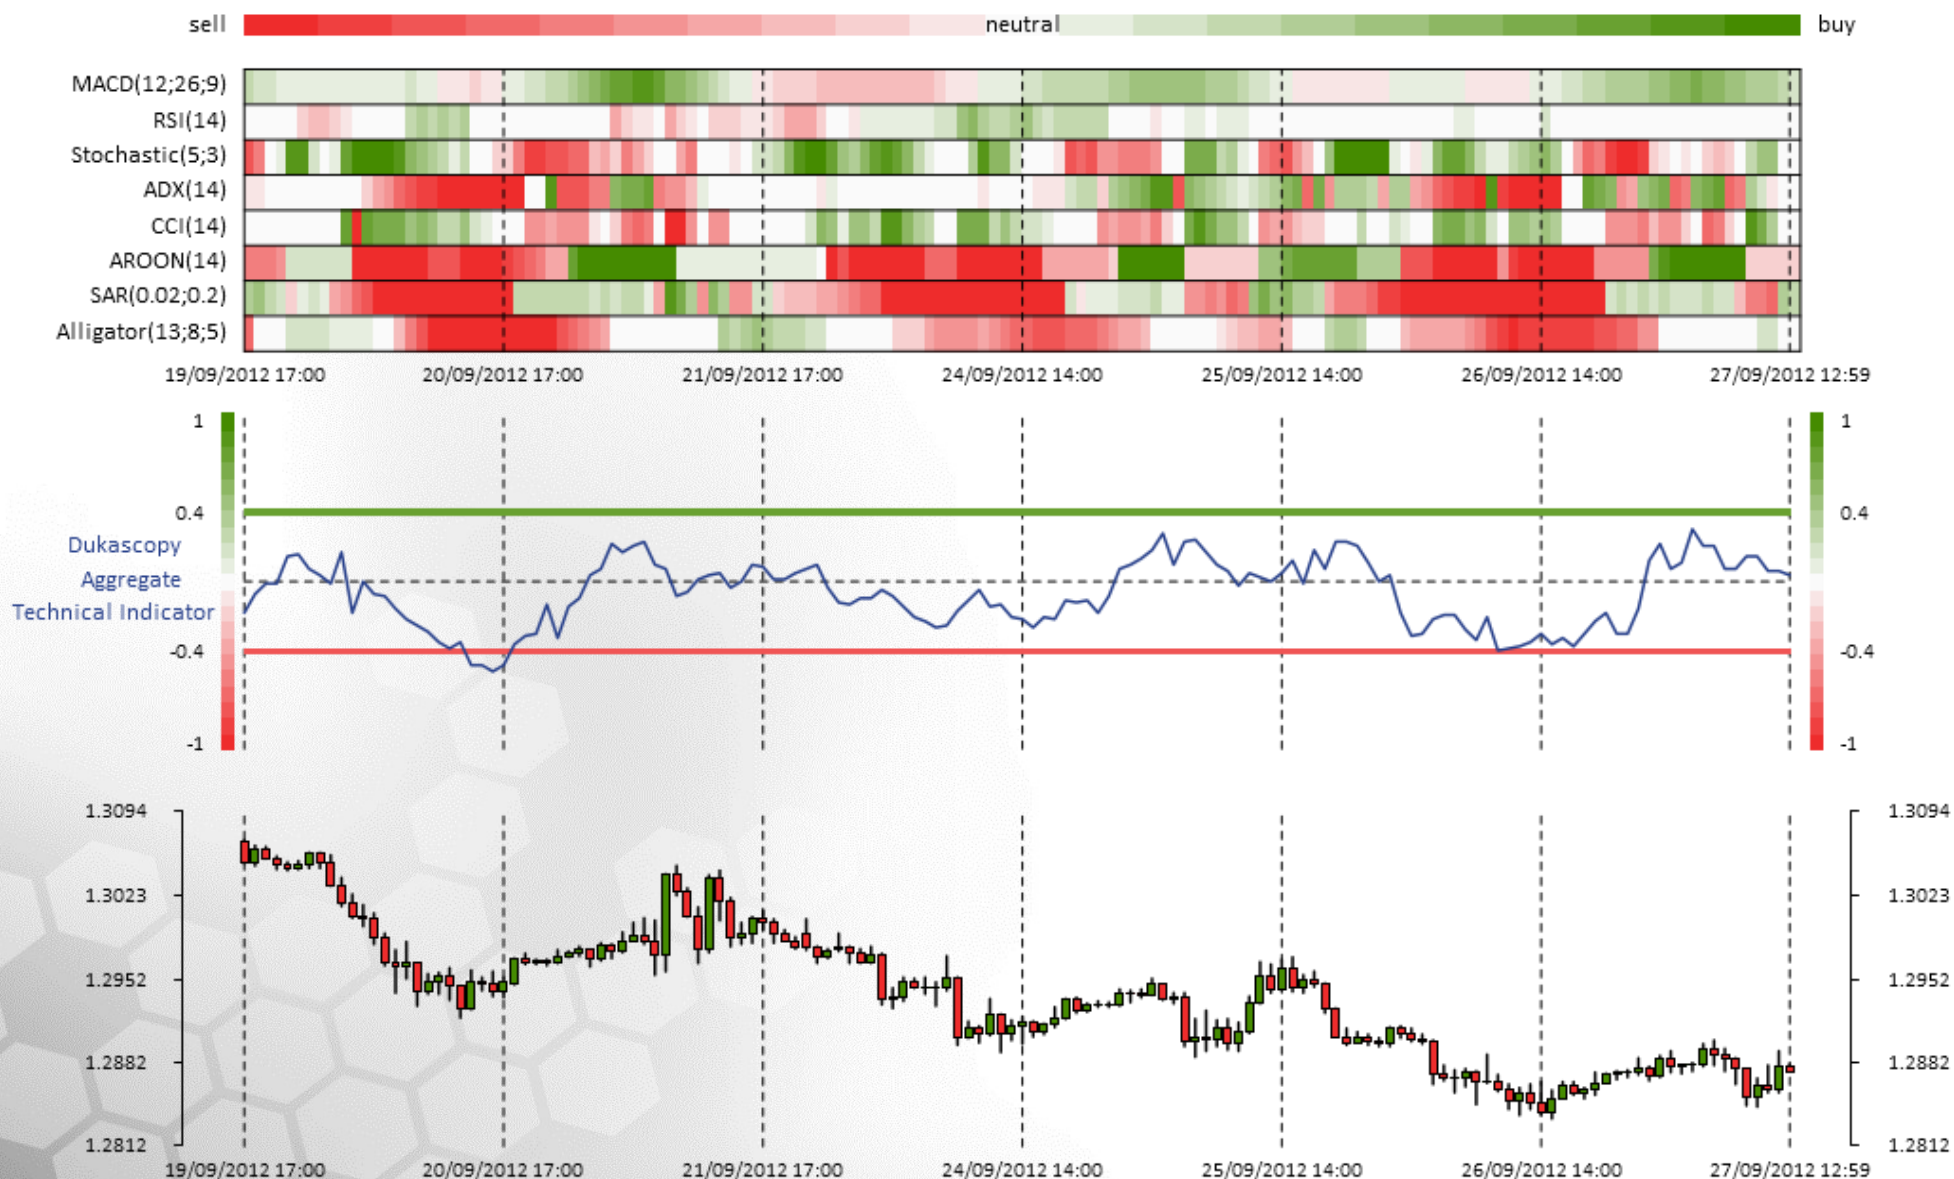 sell neutral buy
MACD(12;26;9)
RSI(14)
Stochastic(5;3)
ADX(14)
CCI(14)
AROON(14)
SAR(0.02;0.2)
Alligator(13;8;5)
19/09/2012 17:00 20/09/2012 17:00 21/09/2012 17:00 24/09/2012 14:00 25/09/2012 14:00 26/09/2012 14:00 27/09/2012 12:59
1 1
0.4 0.4
Dukascopy
Aggregate
Technical Indicator
-0.4 -0.4
-1 -1
1.3094 1.3094
1.3023 1.3023
1.2952 1.2952
1.2882 1.2882
1.2812 1.2812
19/09/2012 17:00 20/09/2012 17:00 21/09/2012 17:00 24/09/2012 14:00 25/09/2012 14:00 26/09/2012 14:00 27/09/2012 12:59